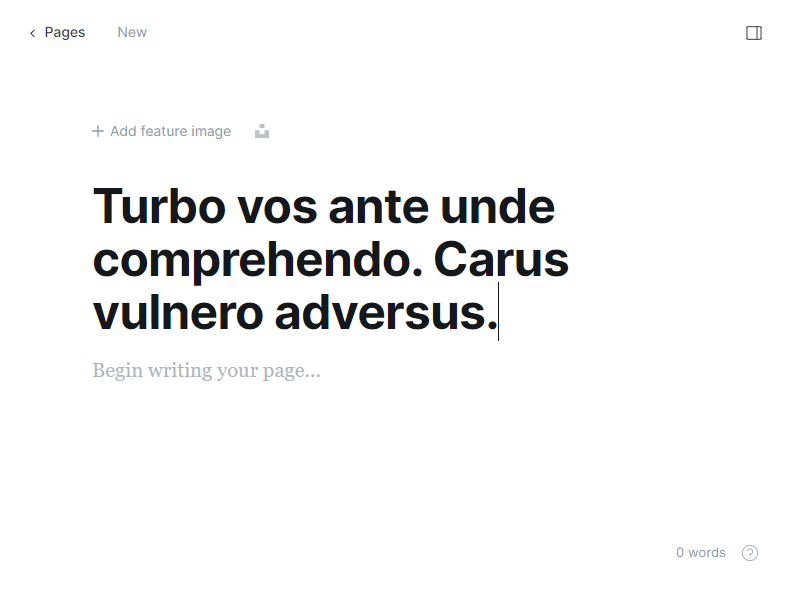 Pages New
Add feature image
Turbo vos ante unde
comprehendo. Carus
vulnero adversus.
Begin writing your page...
0 words ?